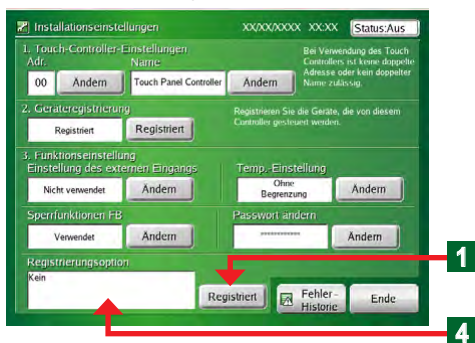 Installationseinstellungen XX/XX/XXXX XX:XX Status:Aus
1. Touch-Controller-Einstellungen
Adr. Name
00 Ändern Touch Panel Controller Ändern
Bei Verwendung des Touch
Controllers ist keine doppelte
Adresse oder kein doppelter
Name zulässig.
2. Geräteregistrierung
Registriert Registriert
Registrieren Sie die Geräte, die von diesem
Controller gesteuert werden.
3. Funktionseinstellung
Einstellung des externen Eingangs Temp.-Einstellung
Nicht verwendet Ändern Ohne
Begrenzung Ändern
Sperrfunktionen FB Passwort ändern
Verwendet Ändern ************ Ändern
Registrierungsoption
Kein
Registriert Fehler-
Historie Ende
1
4